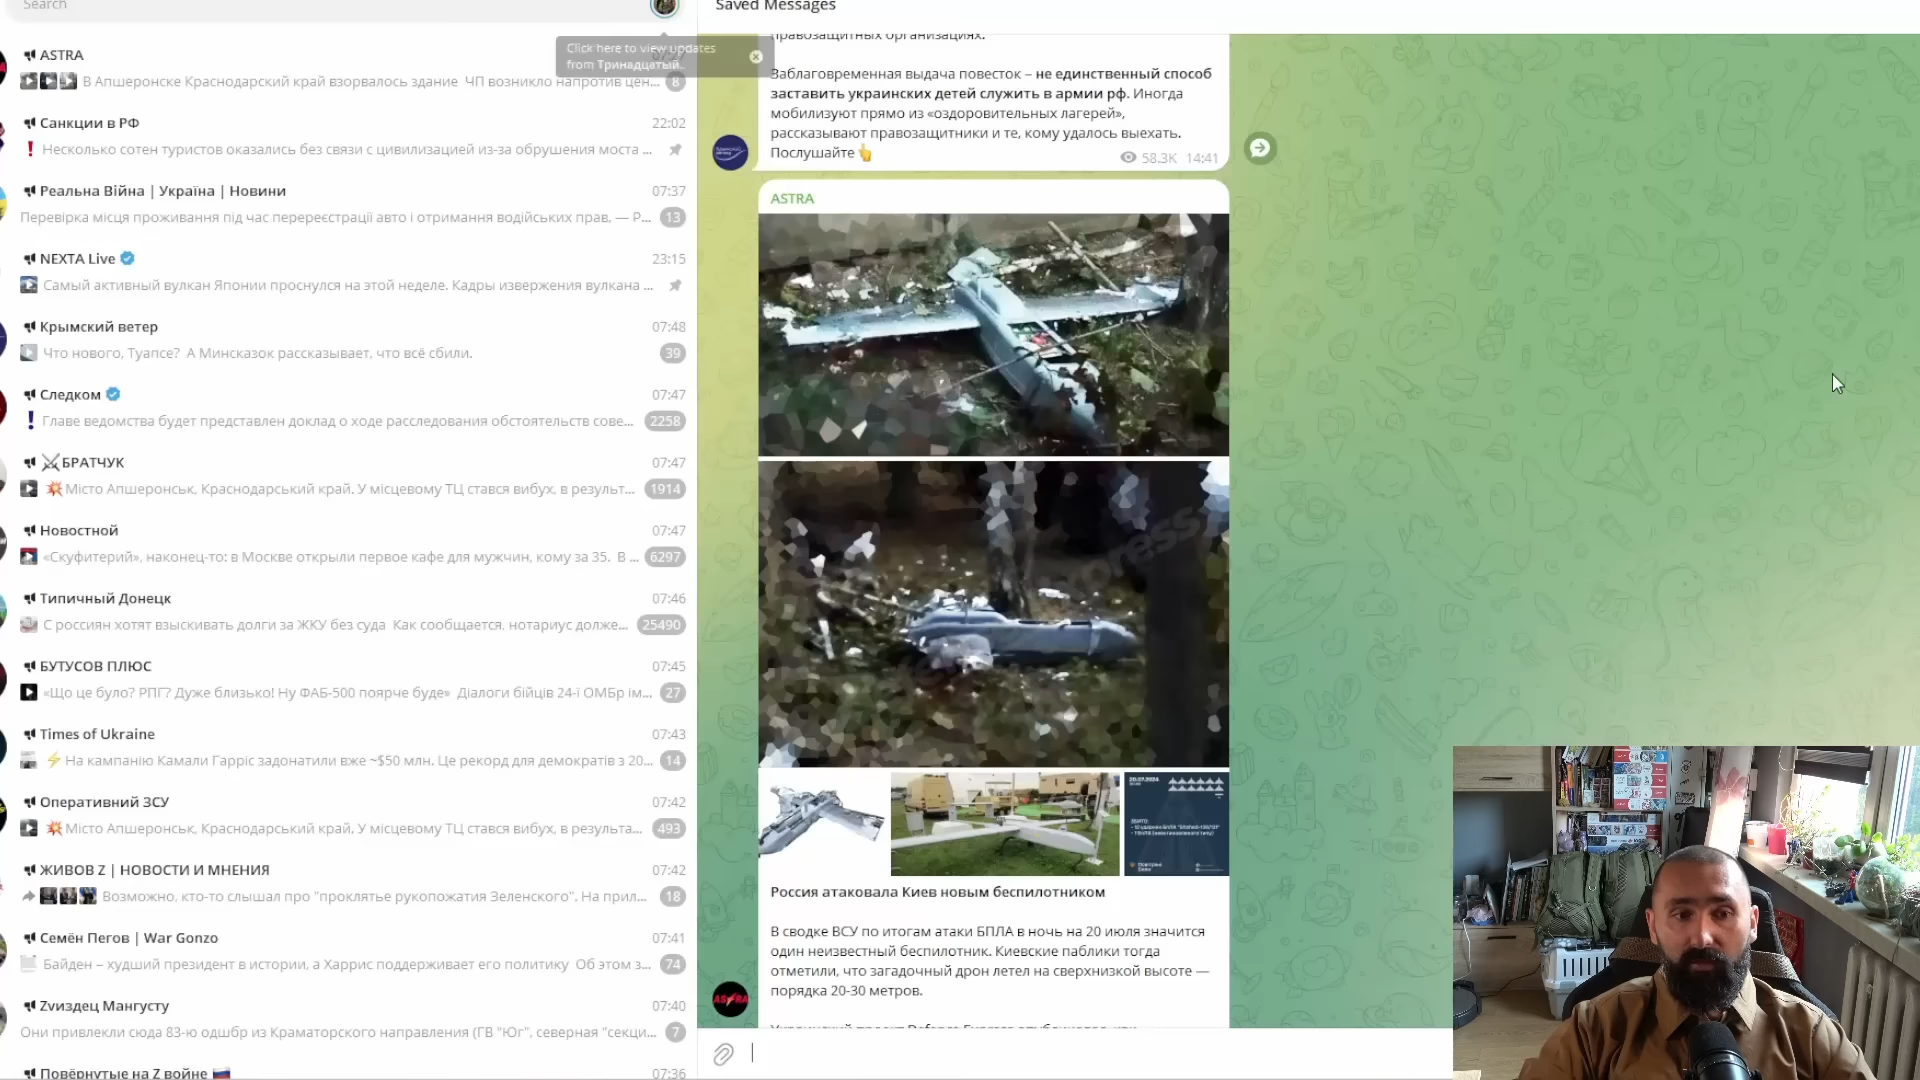 Search
Click here to view updates
from Тринадцатый.
ASTRA
В Апшеронске Краснодарский край взорвалось здание ЧП возникло напротив цен...
8
Санкции в РФ
22:02
Несколько сотен туристов оказались без связи с цивилизацией из-за обрушения моста ...
Реальна Війна | Україна | Новини
07:37
Перевірка місця проживання під час перереєстрації авто і отримання водійських прав, — Р...
13
NEXTA Live
23:15
Самый активный вулкан Японии проснулся на этой неделе. Кадры извержения вулкана ...
Крымский ветер
07:48
Что нового, Туапсе? А Минсказок рассказывает, что всё сбили.
39
Следком
07:47
Главе ведомства будет представлен доклад о ходе расследования обстоятельств сове...
2258
БРАТЧУК
07:47
Місто Апшеронськ, Краснодарський край. У місцевому ТЦ стався вибух, в результ...
1914
Новостной
07:47
«Скуфитерий», наконец-то: в Москве открыли первое кафе для мужчин, кому за 35. В ...
6297
Типичный Донецк
07:46
С россиян хотят взыскивать долги за ЖКУ без суда Как сообщается, нотариус долже...
25490
БУТУСОВ ПЛЮС
07:45
«Що це було? РПГ? Дуже близько! Ну ФАБ-500 поярче буде» Діалоги бійців 24-ї ОМБр ім...
27
Times of Ukraine
07:43
На кампанію Камали Гарріс задонатили вже ~$50 млн. Це рекорд для демократів з 20...
14
Оперативний ЗСУ
07:42
Місто Апшеронськ, Краснодарський край, У місцевому ТЦ стався вибух, в результа...
493
ЖИВОВ Z | НОВОСТИ И МНЕНИЯ
07:42
Возможно, кто-то слышал про "проклятье рукопожатия Зеленского". На прил...
18
Семён Пегов | War Gonzo
07:41
Байден – худший президент в истории, а Харрис поддерживает его политику Об этом з...
74
Zvиздец Мангусту
07:40
Они привлекли сюда 83-ю одшбр из Краматорского направления (ГВ "Юг", северная "секци...
7
Повёрнутые на Z войне
07:36
Saved Messages
правозащитных организациях.
Заблаговременная выдача повесток – не единственный способ
заставить украинских детей служить в армии рф. Иногда
мобилизуют прямо из «оздоровительных лагерей»,
рассказывают правозащитники и те, кому удалось выехать.
Послушайте
58.3K 14:41
ASTRA
press
20.07.2024
ЗБИТО:
Россия атаковала Киев новым беспилотником
В сводке ВСУ по итогам атаки БПЛА в ночь на 20 июля значится
один неизвестный беспилотник. Киевские паблики тогда
отметили, что загадочный дрон летел на сверхнизкой высоте —
порядка 20-30 метров.
ASTRA